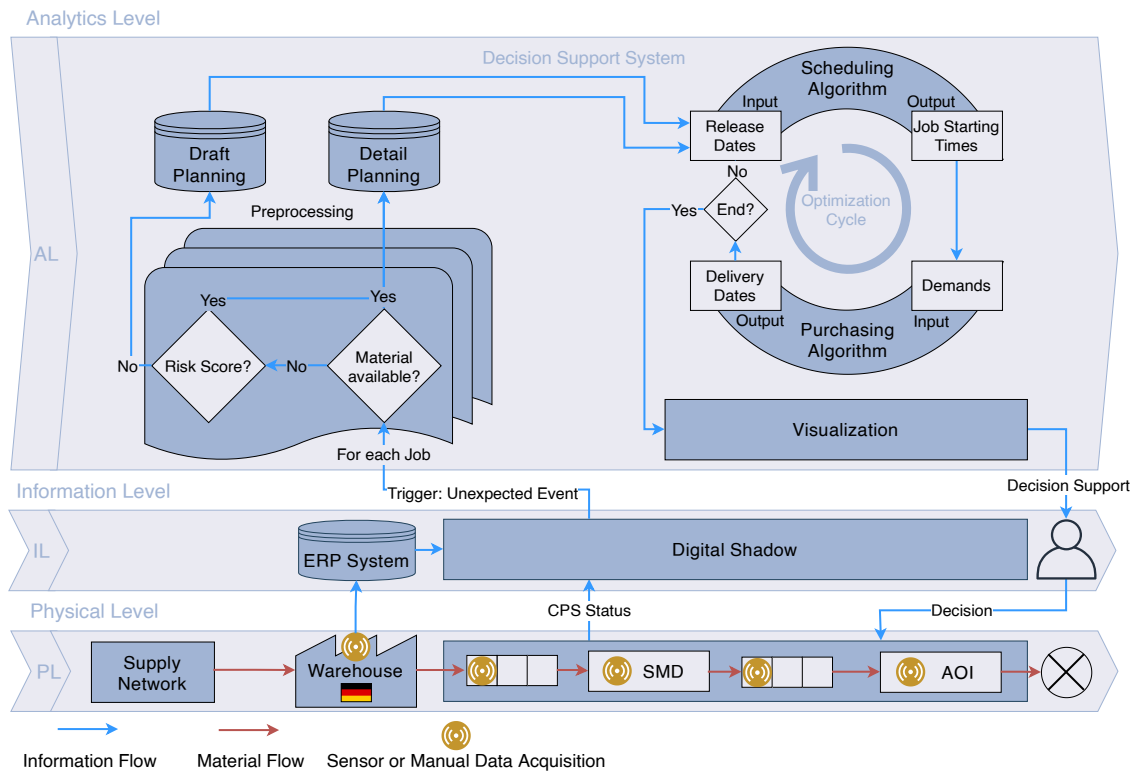 Analytics Level
Decision Support System
Scheduling
Algorithm
Input
Output
Release
Dates
Job Starting
Times
Draft
Planning
Detail
Planning
No
End?
Yes
Optimization
Cycle
Preprocessing
AL
Delivery
Dates
Demands
Output
Input
Purchasing
Algorithm
Yes
Yes
No
Risk Score?
No
Material
available?
Visualization
For each Job
Information Level
Trigger: Unexpected Event
Decision Support
IL
ERP System
Digital Shadow
Physical Level
CPS Status
Decision
PL
Supply
Network
Warehouse
SMD
AOI
Information Flow
Material Flow
Sensor or Manual Data Acquisition